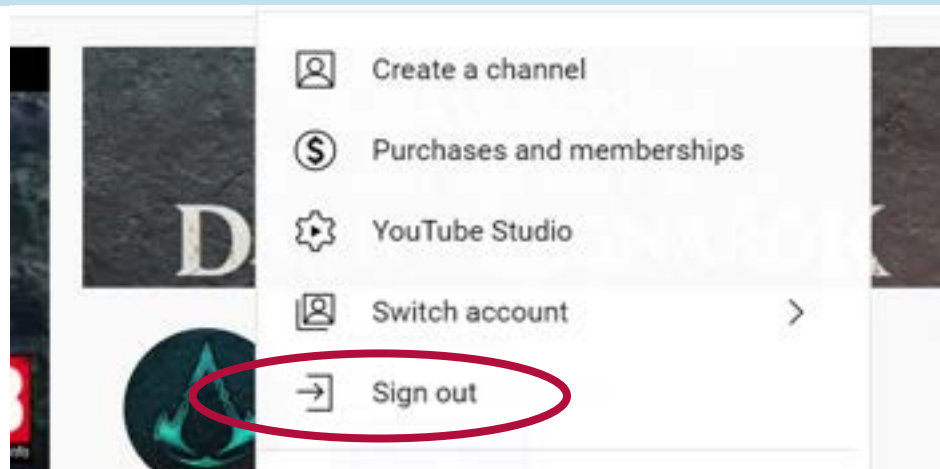 Create a channel
Purchases and memberships
YouTube Studio
Switch account
Sign out